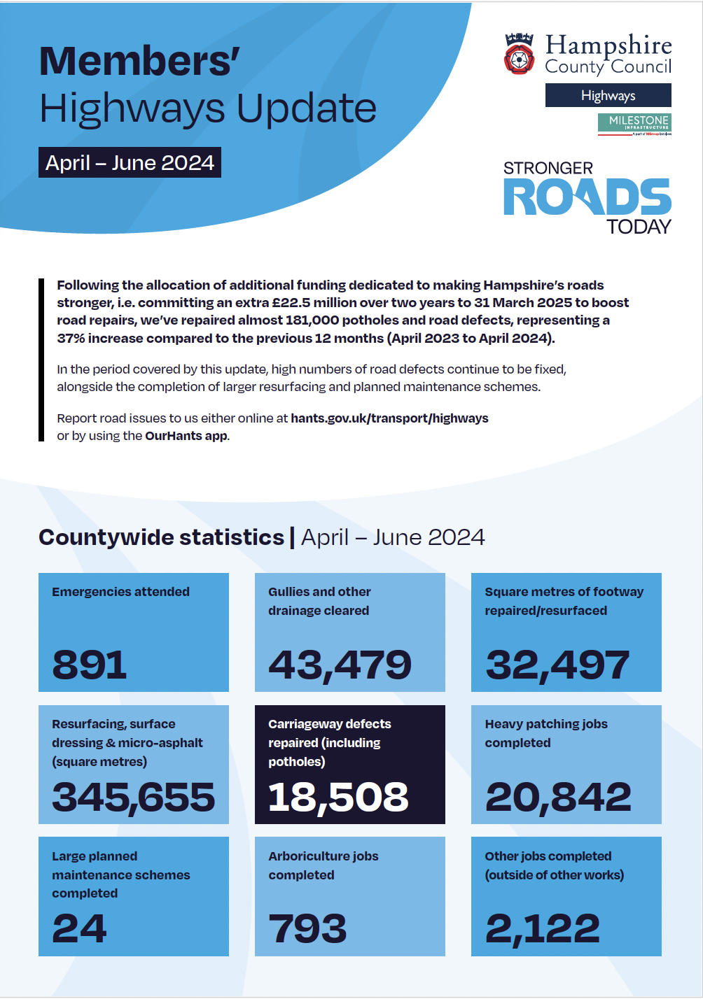 Members’
Highways Update
April – June 2024
Hampshire
County Council
Highways
MILESTONE
INFRASTRUCTURE
A part of MGroupServices
STRONGER
ROADS
TODAY
Following the allocation of additional funding dedicated to making Hampshire’s roads
stronger, i.e. committing an extra £22.5 million over two years to 31 March 2025 to boost
road repairs, we’ve repaired almost 181,000 potholes and road defects, representing a
37% increase compared to the previous 12 months (April 2023 to April 2024).
In the period covered by this update, high numbers of road defects continue to be fixed,
alongside the completion of larger resurfacing and planned maintenance schemes.
Report road issues to us either online at hants.gov.uk/transport/highways
or by using the OurHants app.
Countywide statistics | April – June 2024
Emergencies attended
891
Gullies and other
drainage cleared
43,479
Square metres of footway
repaired/resurfaced
32,497
Resurfacing, surface
dressing & micro-asphalt
(square metres)
345,655
Carriageway defects
repaired (including
potholes)
18,508
Heavy patching jobs
completed
20,842
Large planned
maintenance schemes
completed
24
Arboriculture jobs
completed
793
Other jobs completed
(outside of other works)
2,122